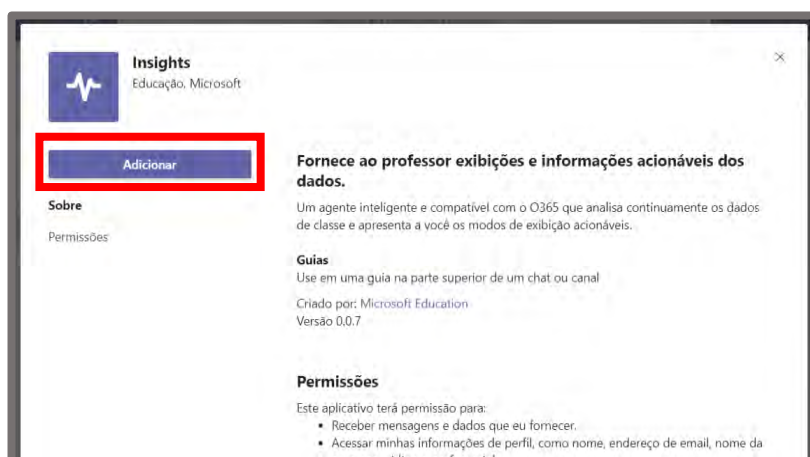 Insights
Educação, Microsoft
Adicionar
Sobre
Permissões
Fornece ao professor exibições e informações acionáveis dos
dados.
Um agente inteligente e compatível com o O365 que analisa continuamente os dados
de classe e apresenta a você os modos de exibição acionáveis.
Guias
Use em uma guia na parte superior de um chat ou canal
Criado por: Microsoft Education
Versão 0.0.7
Permissões
Este aplicativo terá permissão para:
• Receber mensagens e dados que eu fornecer.
• Acessar minhas informações de perfil, como nome, endereço de email, nome da